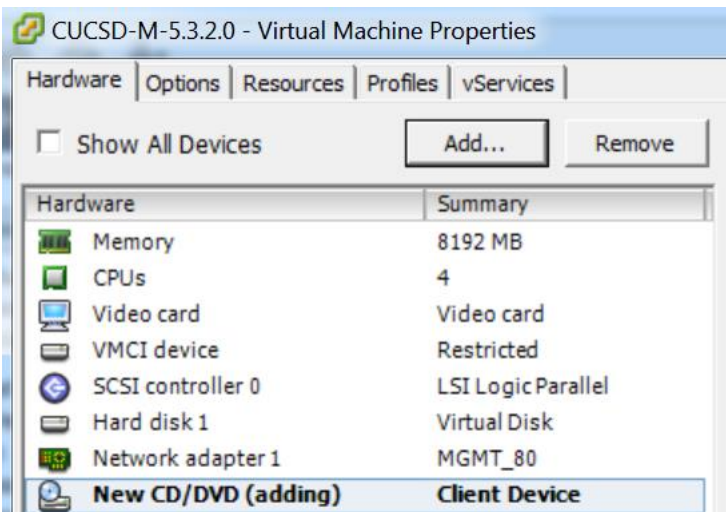 CUCSD-M-5.3.2.0 - Virtual Machine Properties
Hardware Options Resources Profiles vServices
Show All Devices Add... Remove
Hardware Summary
Memory 8192 MB
CPUs 4
Video card Video card
VMCI device Restricted
SCSI controller 0 LSI Logic Parallel
Hard disk 1 Virtual Disk
Network adapter 1 MGMT_80
New CD/DVD (adding) Client Device